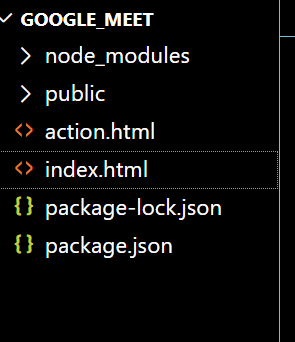 GOOGLE_MEET
node_modules
public
action.html
index.html
package-lock.json
package.json